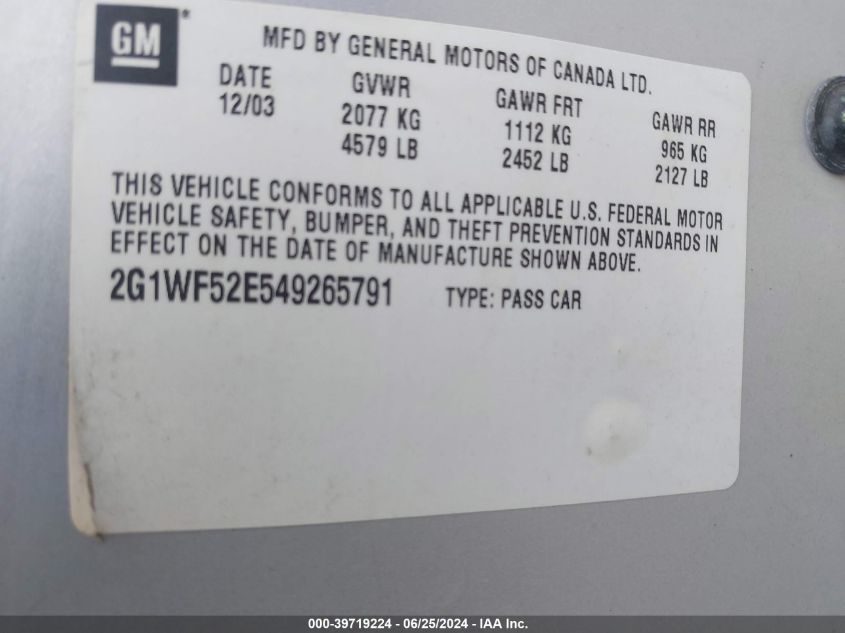 GM*
MFD BY GENERAL MOTORS OF CANADA LTD.
DATE GVWR GAWR FRT GAWR RR
12/03 2077 KG 1112 KG 965 KG
4579 LB 2452 LB 2127 LB
THIS VEHICLE CONFORMS TO ALL APPLICABLE U.S. FEDERAL MOTOR
VEHICLE SAFETY, BUMPER, AND THEFT PREVENTION STANDARDS IN
EFFECT ON THE DATE OF MANUFACTURE SHOWN ABOVE.
2G1WF52E549265791 TYPE: PASS CAR
000-39719224 - 06/25/2024 - IAA Inc.